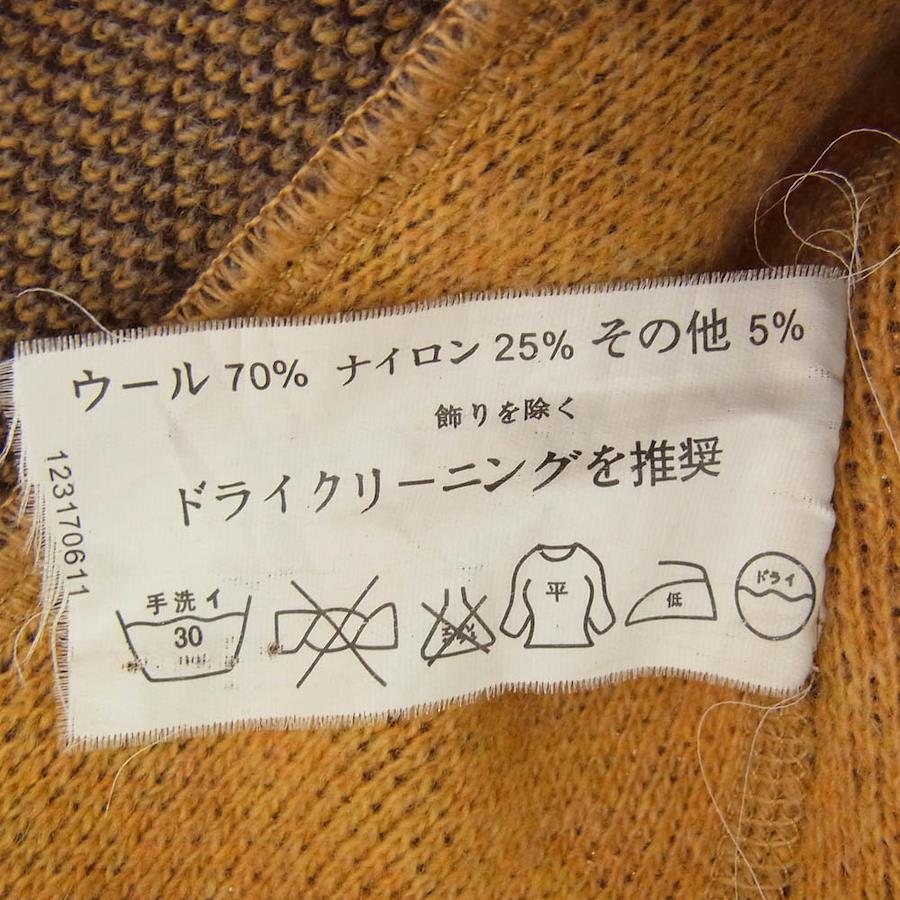 ウール 70% ナイロン 25% その他 5%
飾りを除く
ドライクリーニングを推奨
123170611
手洗イ
30
平
低
ドライ